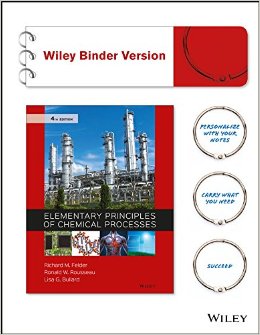 Wiley Binder Version
4TH EDITION
ELEMENTARY PRINCIPLES
OF CHEMICAL PROCESSES
Richard M. Felder
Ronald W. Rousseau
Lisa G. Bullard
WILEY
PERSONALIZE
WITH YOUR
NOTES
CARRY WHAT
YOU NEED
SUCCEED
WILEY